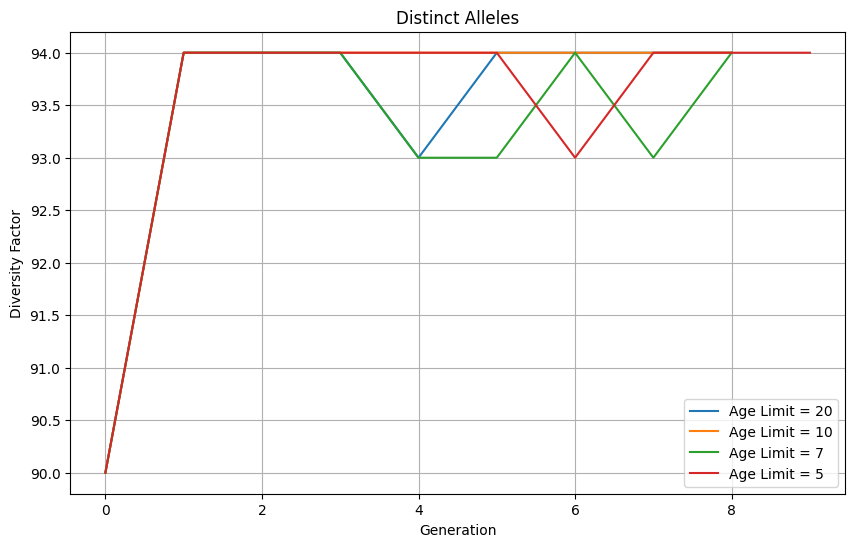 Distinct Alleles
Diversity Factor
94.0
93.5
93.0
92.5
92.0
91.5
91.0
90.5
90.0
0 2 4 6 8
Generation
Age Limit = 20
Age Limit = 10
Age Limit = 7
Age Limit = 5